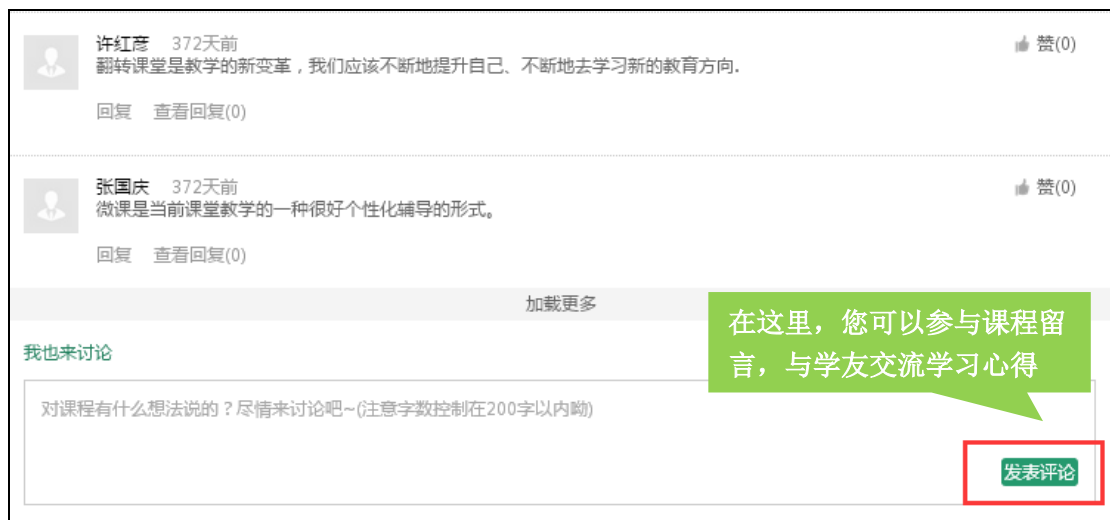 许红彦 372天前 赞(0)
翻转课堂是教学的新变革，我们应该不断地提升自己、不断地去学习新的教育方向.
回复 查看回复(0)
张国庆 372天前 赞(0)
微课是当前课堂教学的一种很好个性化辅导的形式。
回复 查看回复(0)
加载更多
在这里，您可以参与课程留
言，与学友交流学习心得
我也来讨论
对课程有什么想法说的？尽情来讨论吧~(注意字数控制在200字以内呦)
发表评论